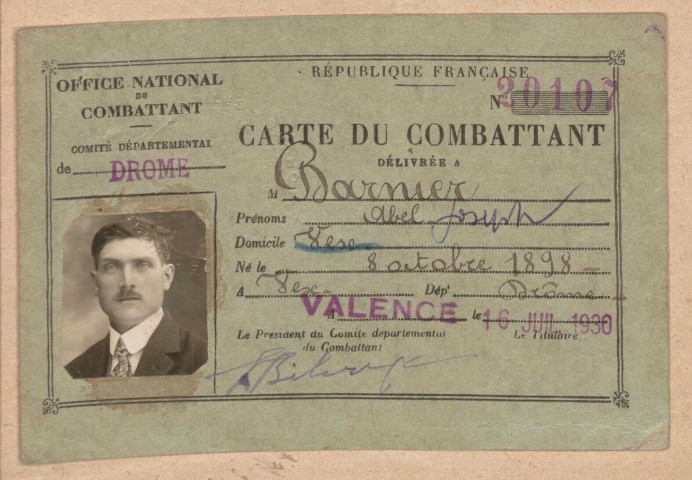 OFFICE NATIONAL
DU
COMBATTANT
COMITÉ DÉPARTEMENTAL
de DROME
RÉPUBLIQUE FRANÇAISE
N° 20107
CARTE DU COMBATTANT
DÉLIVRÉE A
M Barnier
Prénoms Abel Joseph
Domicile
Né le 8 octobre 1898
A Dépt Drôme
A VALENCE le 16 JUIL 1930
Le Président du Comité départemental
du Combattant
Le Titulaire